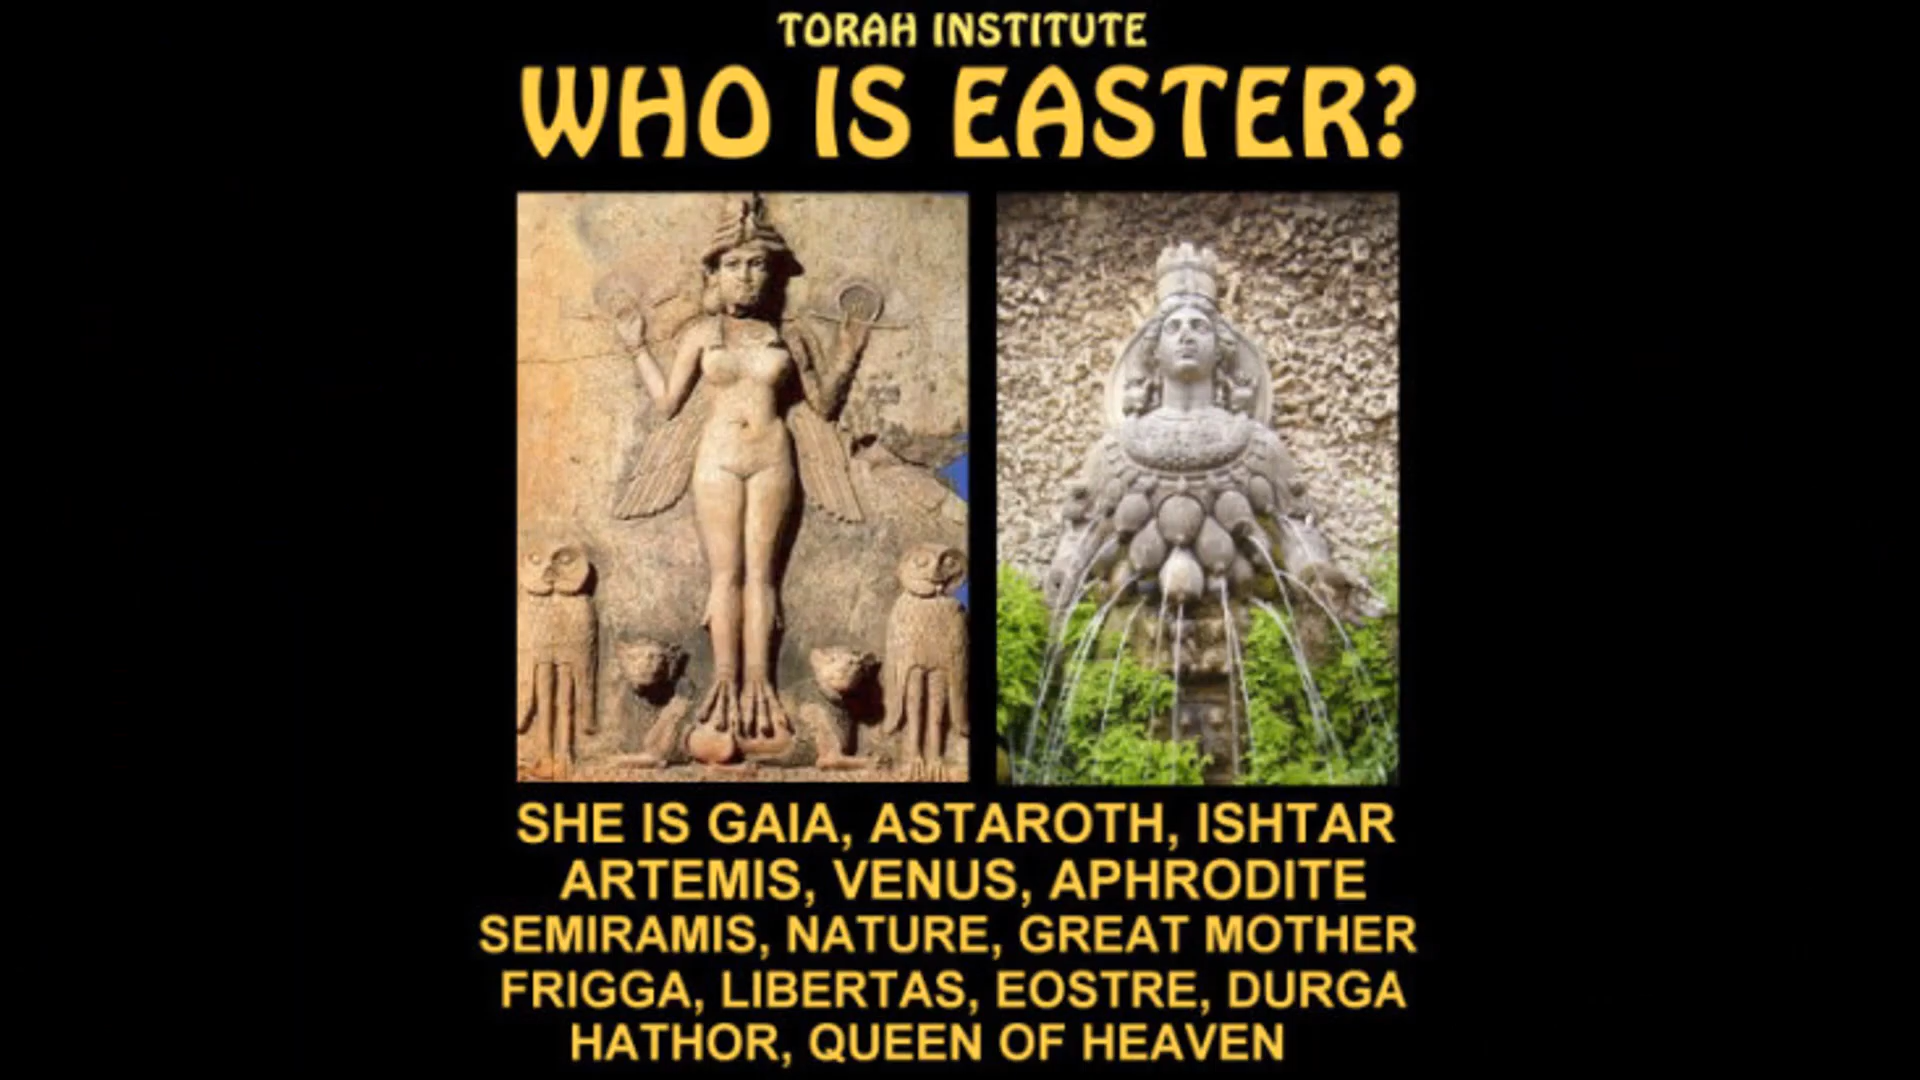 TORAH INSTITUTE
WHO IS EASTER?
SHE IS GAIA, ASTAROTH, ISHTAR
ARTEMIS, VENUS, APHRODITE
SEMIRAMIS, NATURE, GREAT MOTHER
FRIGGA, LIBERTAS, EOSTRE, DURGA
HATHOR, QUEEN OF HEAVEN